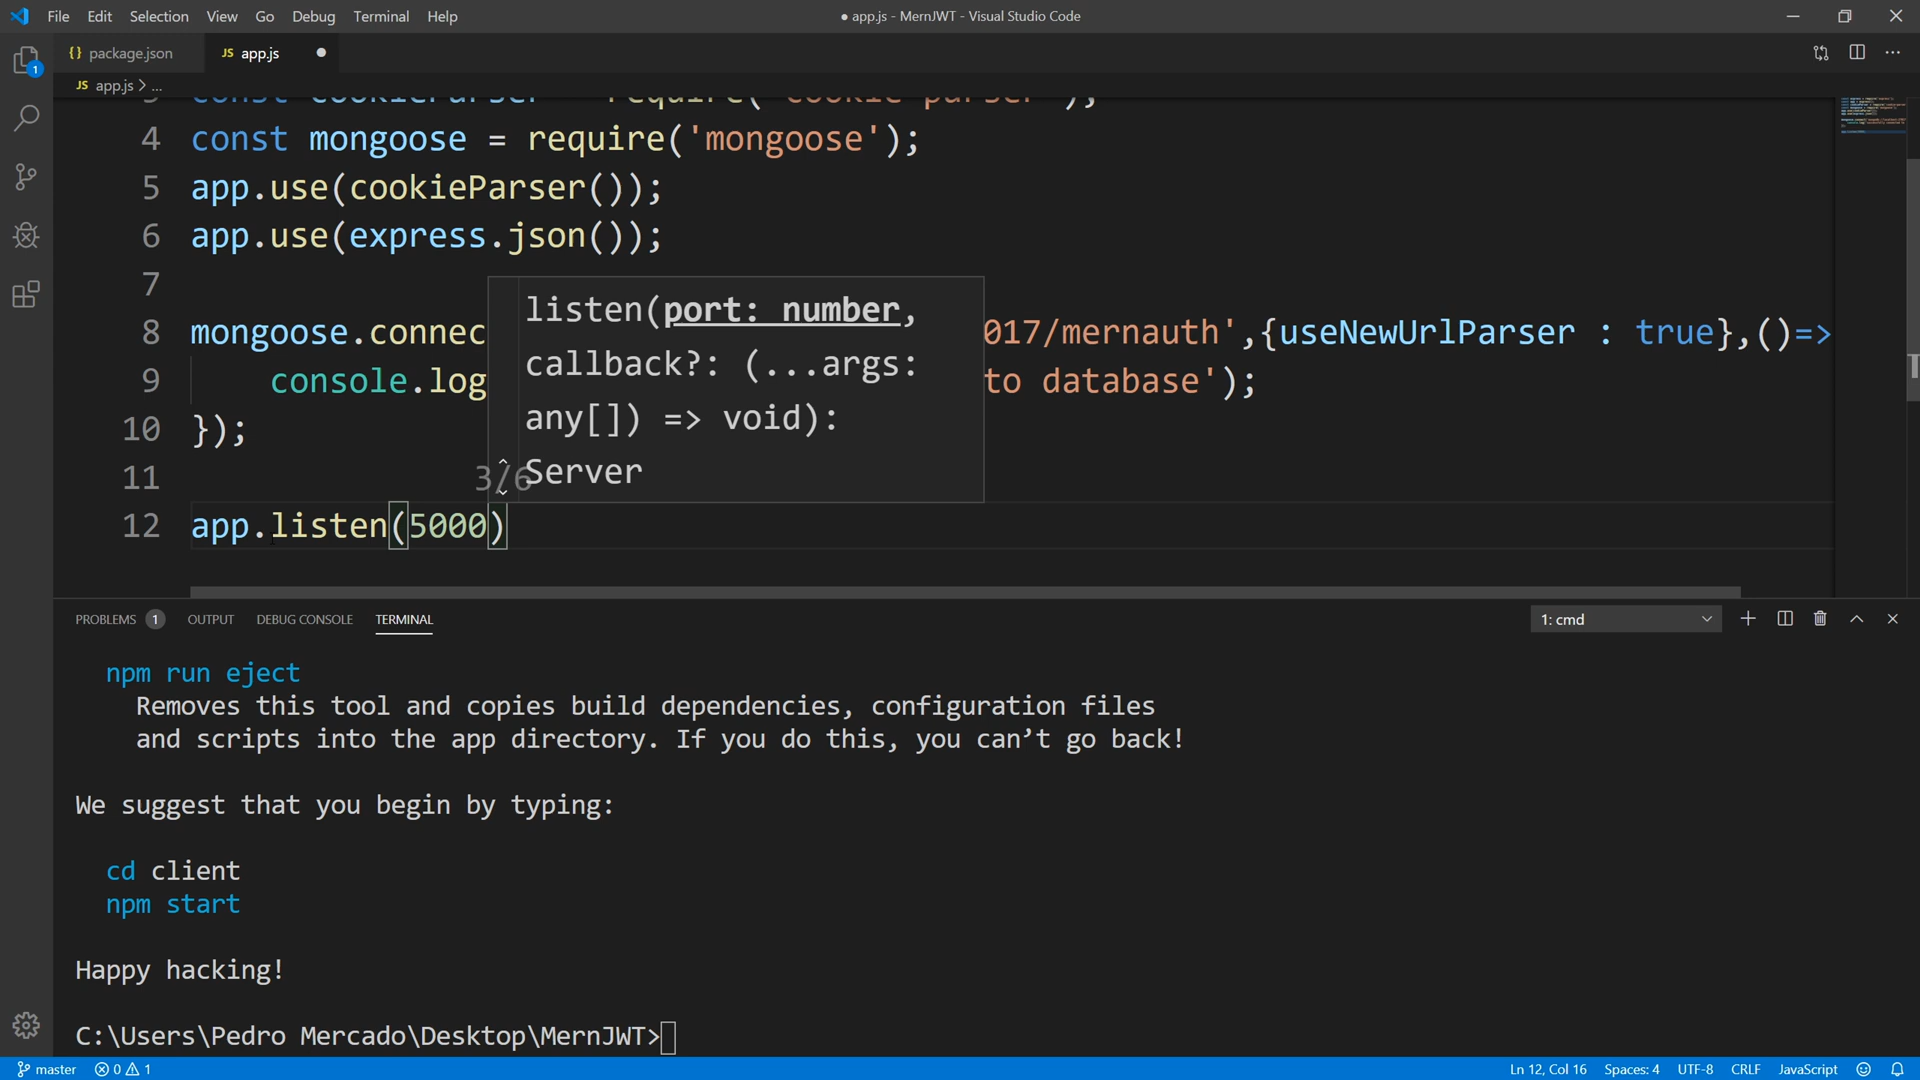 File Edit Selection View Go Debug Terminal Help
● app.js - MernJWT - Visual Studio Code
{} package.json
JS app.js ●
JS app.js > ...
4 const mongoose = require('mongoose');
5 app.use(cookieParser());
6 app.use(express.json());
7
8 mongoose.connec 017/mernauth',{useNewUrlParser : true},()=>
9 console.log to database');
10 });
11
12 app.listen(5000)
listen(port: number,
callback?: (...args:
any[]) => void):
Server
3/6
PROBLEMS 1 OUTPUT DEBUG CONSOLE TERMINAL
1: cmd
npm run eject
Removes this tool and copies build dependencies, configuration files
and scripts into the app directory. If you do this, you can’t go back!
We suggest that you begin by typing:
cd client
npm start
Happy hacking!
C:\Users\Pedro Mercado\Desktop\MernJWT>
1
master 0 1
Ln 12, Col 16 Spaces: 4 UTF-8 CRLF JavaScript